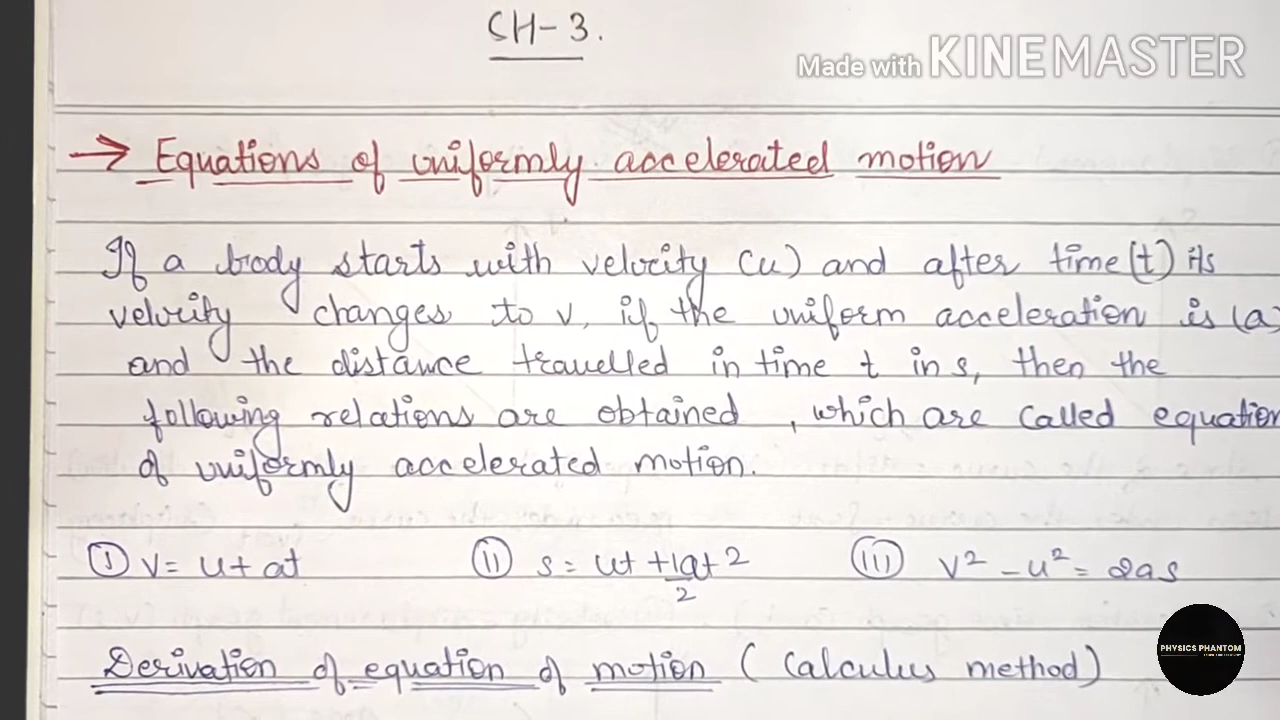 CH-3.
Made with KINEMASTER
→ Equations of uniformly accelerated motion
If a body starts with velocity (u) and after time (t) its
velocity changes to v, if the uniform acceleration is (a)
and the distance travelled in time t in s, then the
following relations are obtained, which are called equation
of uniformly accelerated motion.
(I) v = u + at (II) s = ut + 1/2 at² (III) v² - u² = 2as
PHYSICS PHANTOM
Derivation of equation of motion (Calculus method)